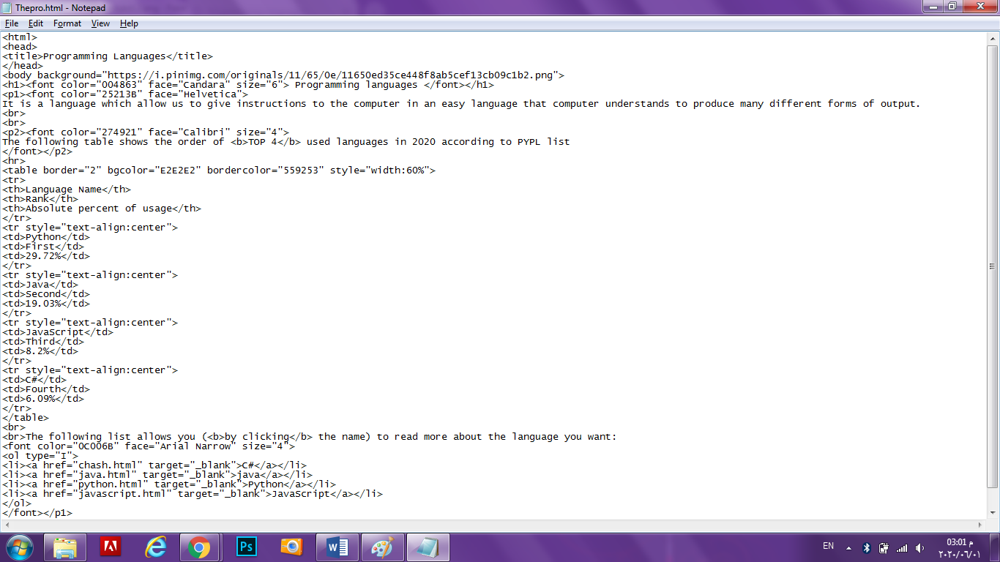 Thepro.html - Notepad
File Edit Format View Help
<html>
<head>
<title>Programming Languages</title>
</head>
<body background="https://i.pinimg.com/originals/11/65/0e/11650ed35ce448f8ab5cef13cb09c1b2.png">
<h1><font color="004863" face="Candara" size="6"> Programming languages </font></h1>
<p1><font color="25213B" face="Helvetica">
It is a language which allow us to give instructions to the computer in an easy language that computer understands to produce many different forms of output.
<br>
<br>
<p2><font color="274921" face="Calibri" size="4">
The following table shows the order of <b>TOP 4</b> used languages in 2020 according to PYPL list
</font></p2>
<hr>
<table border="2" bgcolor="E2E2E2" bordercolor="559253" style="width:60%">
<tr>
<th>Language Name</th>
<th>Rank</th>
<th>Absolute percent of usage</th>
</tr>
<tr style="text-align:center">
<td>Python</td>
<td>First</td>
<td>29.72%</td>
</tr>
<tr style="text-align:center">
<td>Java</td>
<td>Second</td>
<td>19.03%</td>
</tr>
<tr style="text-align:center">
<td>JavaScript</td>
<td>Third</td>
<td>8.2%</td>
</tr>
<tr style="text-align:center">
<td>C#</td>
<td>Fourth</td>
<td>6.09%</td>
</tr>
</table>
<br>
<br>The following list allows you (<b>by clicking</b> the name) to read more about the language you want:
<font color="0C006B" face="Arial Narrow" size="4">
<ol type="I">
<li><a href="chash.html" target="_blank">C#</a></li>
<li><a href="java.html" target="_blank">java</a></li>
<li><a href="python.html" target="_blank">Python</a></li>
<li><a href="javascript.html" target="_blank">JavaScript</a></li>
</ol>
</font></p1>
Ps W EN 03:01 م
٢٠٢٠/٠٦/٠١